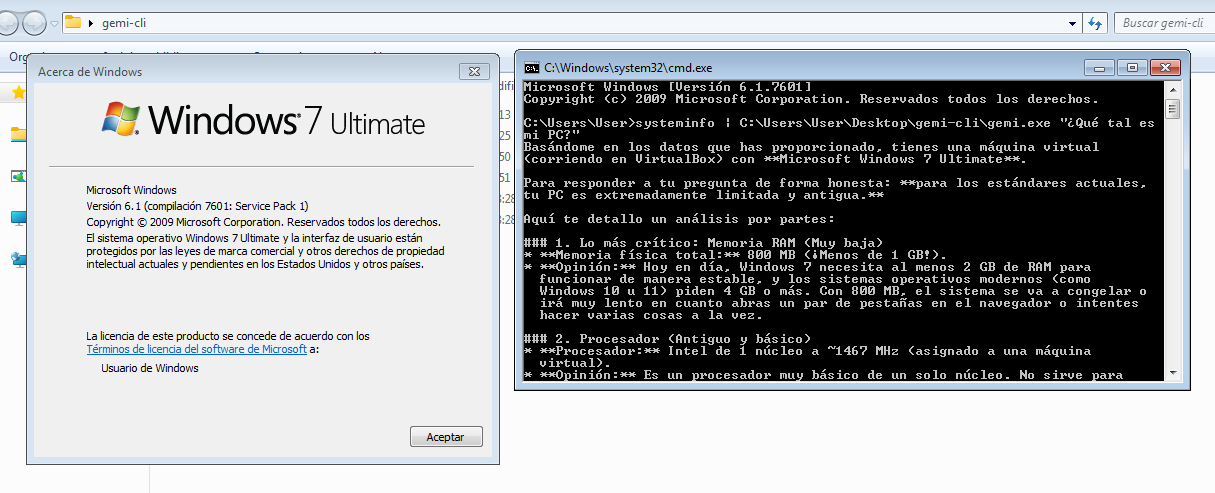 gemi-cli
Buscar gemi-cli
Acerca de Windows
Windows 7 Ultimate
Microsoft Windows
Versión 6.1 (compilación 7601: Service Pack 1)
Copyright © 2009 Microsoft Corporation. Reservados todos los derechos.
El sistema operativo Windows 7 Ultimate y la interfaz de usuario están
protegidos por las leyes de marca comercial y otros derechos de propiedad
intelectual actuales y pendientes en los Estados Unidos y otros países.
La licencia de este producto se concede de acuerdo con los
Términos de licencia del software de Microsoft a:
Usuario de Windows
Aceptar
C:\Windows\system32\cmd.exe
Microsoft Windows [Versión 6.1.7601]
Copyright (c) 2009 Microsoft Corporation. Reservados todos los derechos.
C:\Users\User>systeminfo | C:\Users\User\Desktop\gemi-cli\gemi.exe "¿Qué tal es
mi PC?"
Basándome en los datos que has proporcionado, tienes una máquina virtual
(corriendo en VirtualBox) con **Microsoft Windows 7 Ultimate**.
Para responder a tu pregunta de forma honesta: **para los estándares actuales,
tu PC es extremadamente limitada y antigua.**
Aquí te detallo un análisis por partes:
### 1. Lo más crítico: Memoria RAM (Muy baja)
* **Memoria física total:** 800 MB (¡Menos de 1 GB!).
* **Opinión:** Hoy en día, Windows 7 necesita al menos 2 GB de RAM para
funcionar de manera estable, y los sistemas operativos modernos (como
Windows 10 u 11) piden 4 GB o más. Con 800 MB, el sistema se va a congelar o
irá muy lento en cuanto abras un par de pestañas en el navegador o intentes
hacer varias cosas a la vez.
### 2. Procesador (Antiguo y básico)
* **Procesador:** Intel de 1 núcleo a ~1467 MHz (asignado a una máquina
virtual).
* **Opinión:** Es un procesador muy básico de un solo núcleo. No sirve para